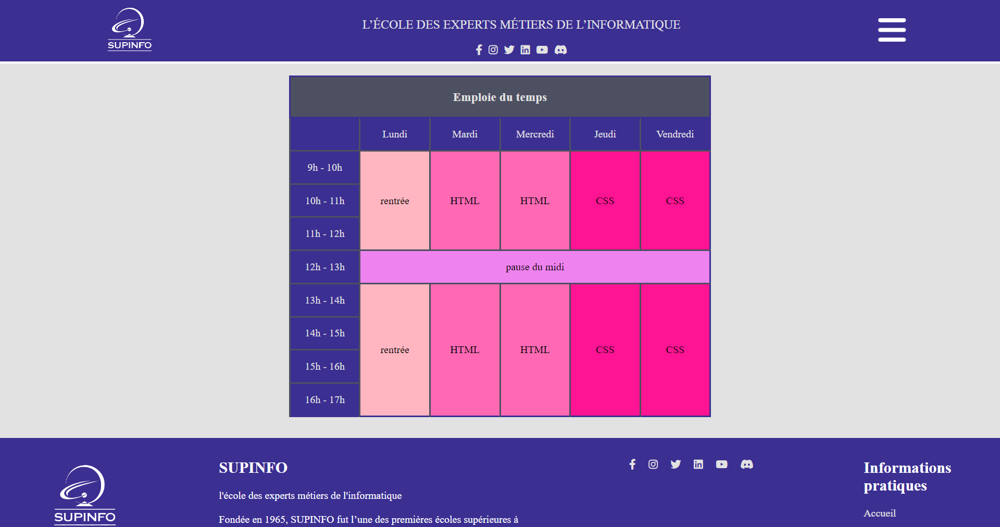 SUPINFO
L’ÉCOLE DES EXPERTS MÉTIERS DE L’INFORMATIQUE
Emploie du temps
Lundi Mardi Mercredi Jeudi Vendredi
9h - 10h
10h - 11h rentrée HTML HTML CSS CSS
11h - 12h
12h - 13h pause du midi
13h - 14h
14h - 15h
rentrée HTML HTML CSS CSS
15h - 16h
16h - 17h
SUPINFO
SUPINFO
l'école des experts métiers de l'informatique
Fondée en 1965, SUPINFO fut l’une des premières écoles supérieures à
Informations
pratiques
Accueil